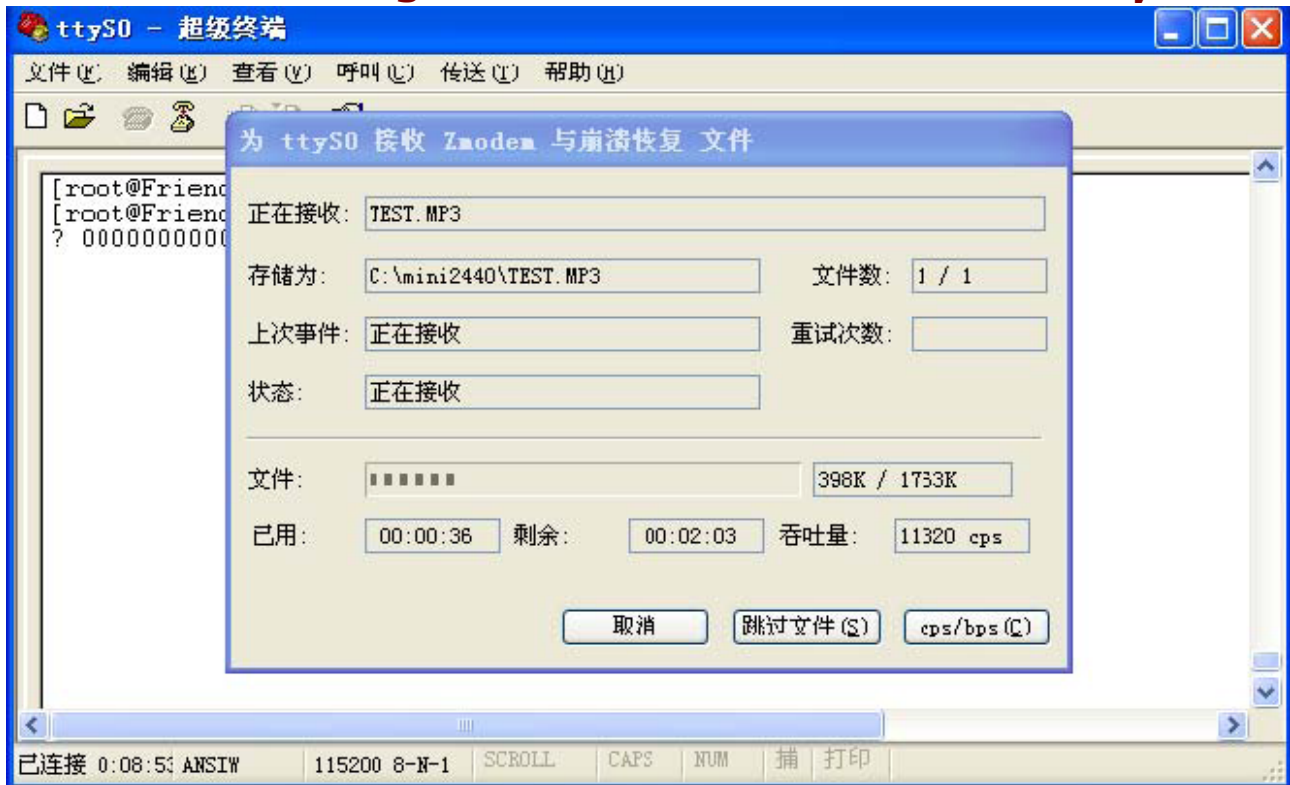 ttyS0 - 超级终端
文件(F) 编辑(E) 查看(V) 呼叫(C) 传送(T) 帮助(H)
为 ttyS0 接收 Zmodem 与崩溃恢复 文件
[root@Friend
[root@Friend
? 0000000000
正在接收: TEST.MP3
存储为: C:\mini2440\TEST.MP3 文件数: 1 / 1
上次事件: 正在接收 重试次数:
状态: 正在接收
文件: 398K / 1733K
已用: 00:00:36 剩余: 00:02:03 吞吐量: 11320 cps
取消 跳过文件(S) cps/bps(C)
已连接 0:08:53 ANSIW 115200 8-N-1 SCROLL CAPS NUM 捕 打印